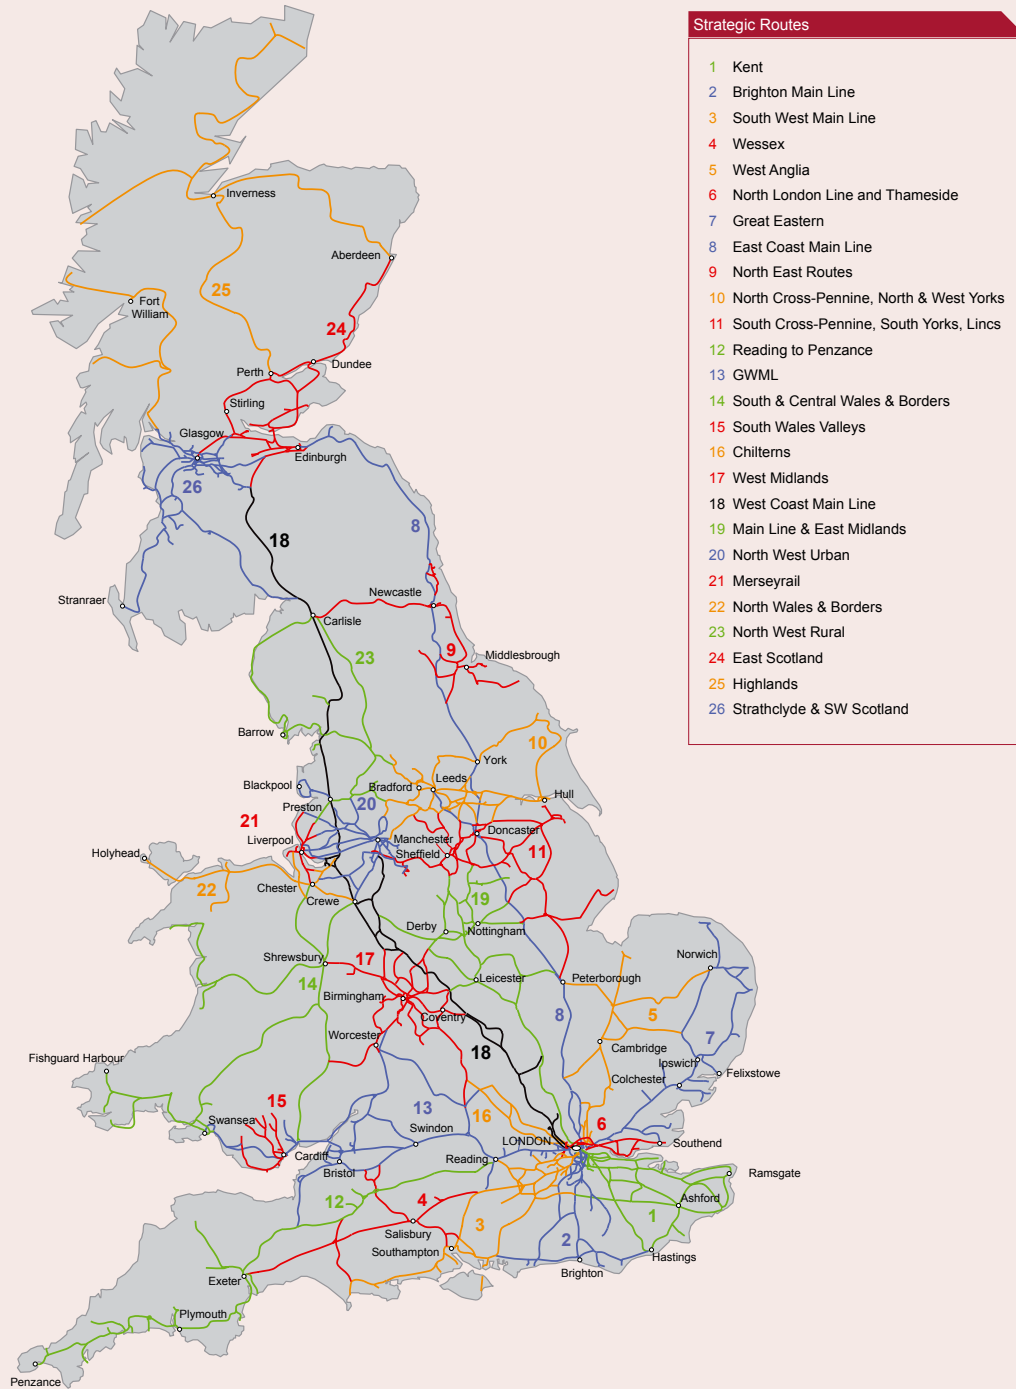 Strategic Routes
1 Kent
2 Brighton Main Line
3 South West Main Line
4 Wessex
5 West Anglia
6 North London Line and Thameside
7 Great Eastern
8 East Coast Main Line
9 North East Routes
10 North Cross-Pennine, North & West Yorks
11 South Cross-Pennine, South Yorks, Lincs
12 Reading to Penzance
13 GWML
14 South & Central Wales & Borders
15 South Wales Valleys
16 Chilterns
17 West Midlands
18 West Coast Main Line
19 Main Line & East Midlands
20 North West Urban
21 Merseyrail
22 North Wales & Borders
23 North West Rural
24 East Scotland
25 Highlands
26 Strathclyde & SW Scotland
Inverness
Aberdeen
25
Fort
William
24
Dundee
Perth
Stirling
Glasgow
Edinburgh
26
8
18
Newcastle
Stranraer
Carlisle
9
Middlesbrough
23
Barrow
10
York
Leeds
Blackpool
Bradford
Hull
Preston
20
21
Doncaster
Liverpool
Manchester
Holyhead
Sheffield
11
22
Chester
19
Crewe
Derby
Nottingham
Norwich
Shrewsbury
17
14
Leicester
Peterborough
Birmingham
Coventry
8
5
Worcester
18
Cambridge
7
Fishguard Harbour
Ipswich
Felixstowe
Colchester
15
13
16
6
Swansea
Swindon
LONDON
Southend
Cardiff
Reading
Bristol
Ramsgate
12
4
Ashford
3
1
Salisbury
2
Southampton
Hastings
Brighton
Exeter
Plymouth
Penzance